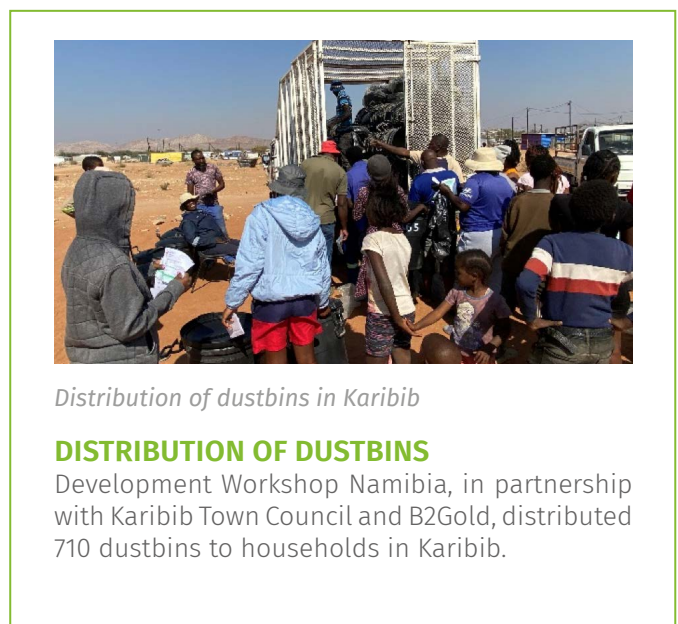 Distribution of dustbins in Karibib
DISTRIBUTION OF DUSTBINS
Development Workshop Namibia, in partnership
with Karibib Town Council and B2Gold, distributed
710 dustbins to households in Karibib.